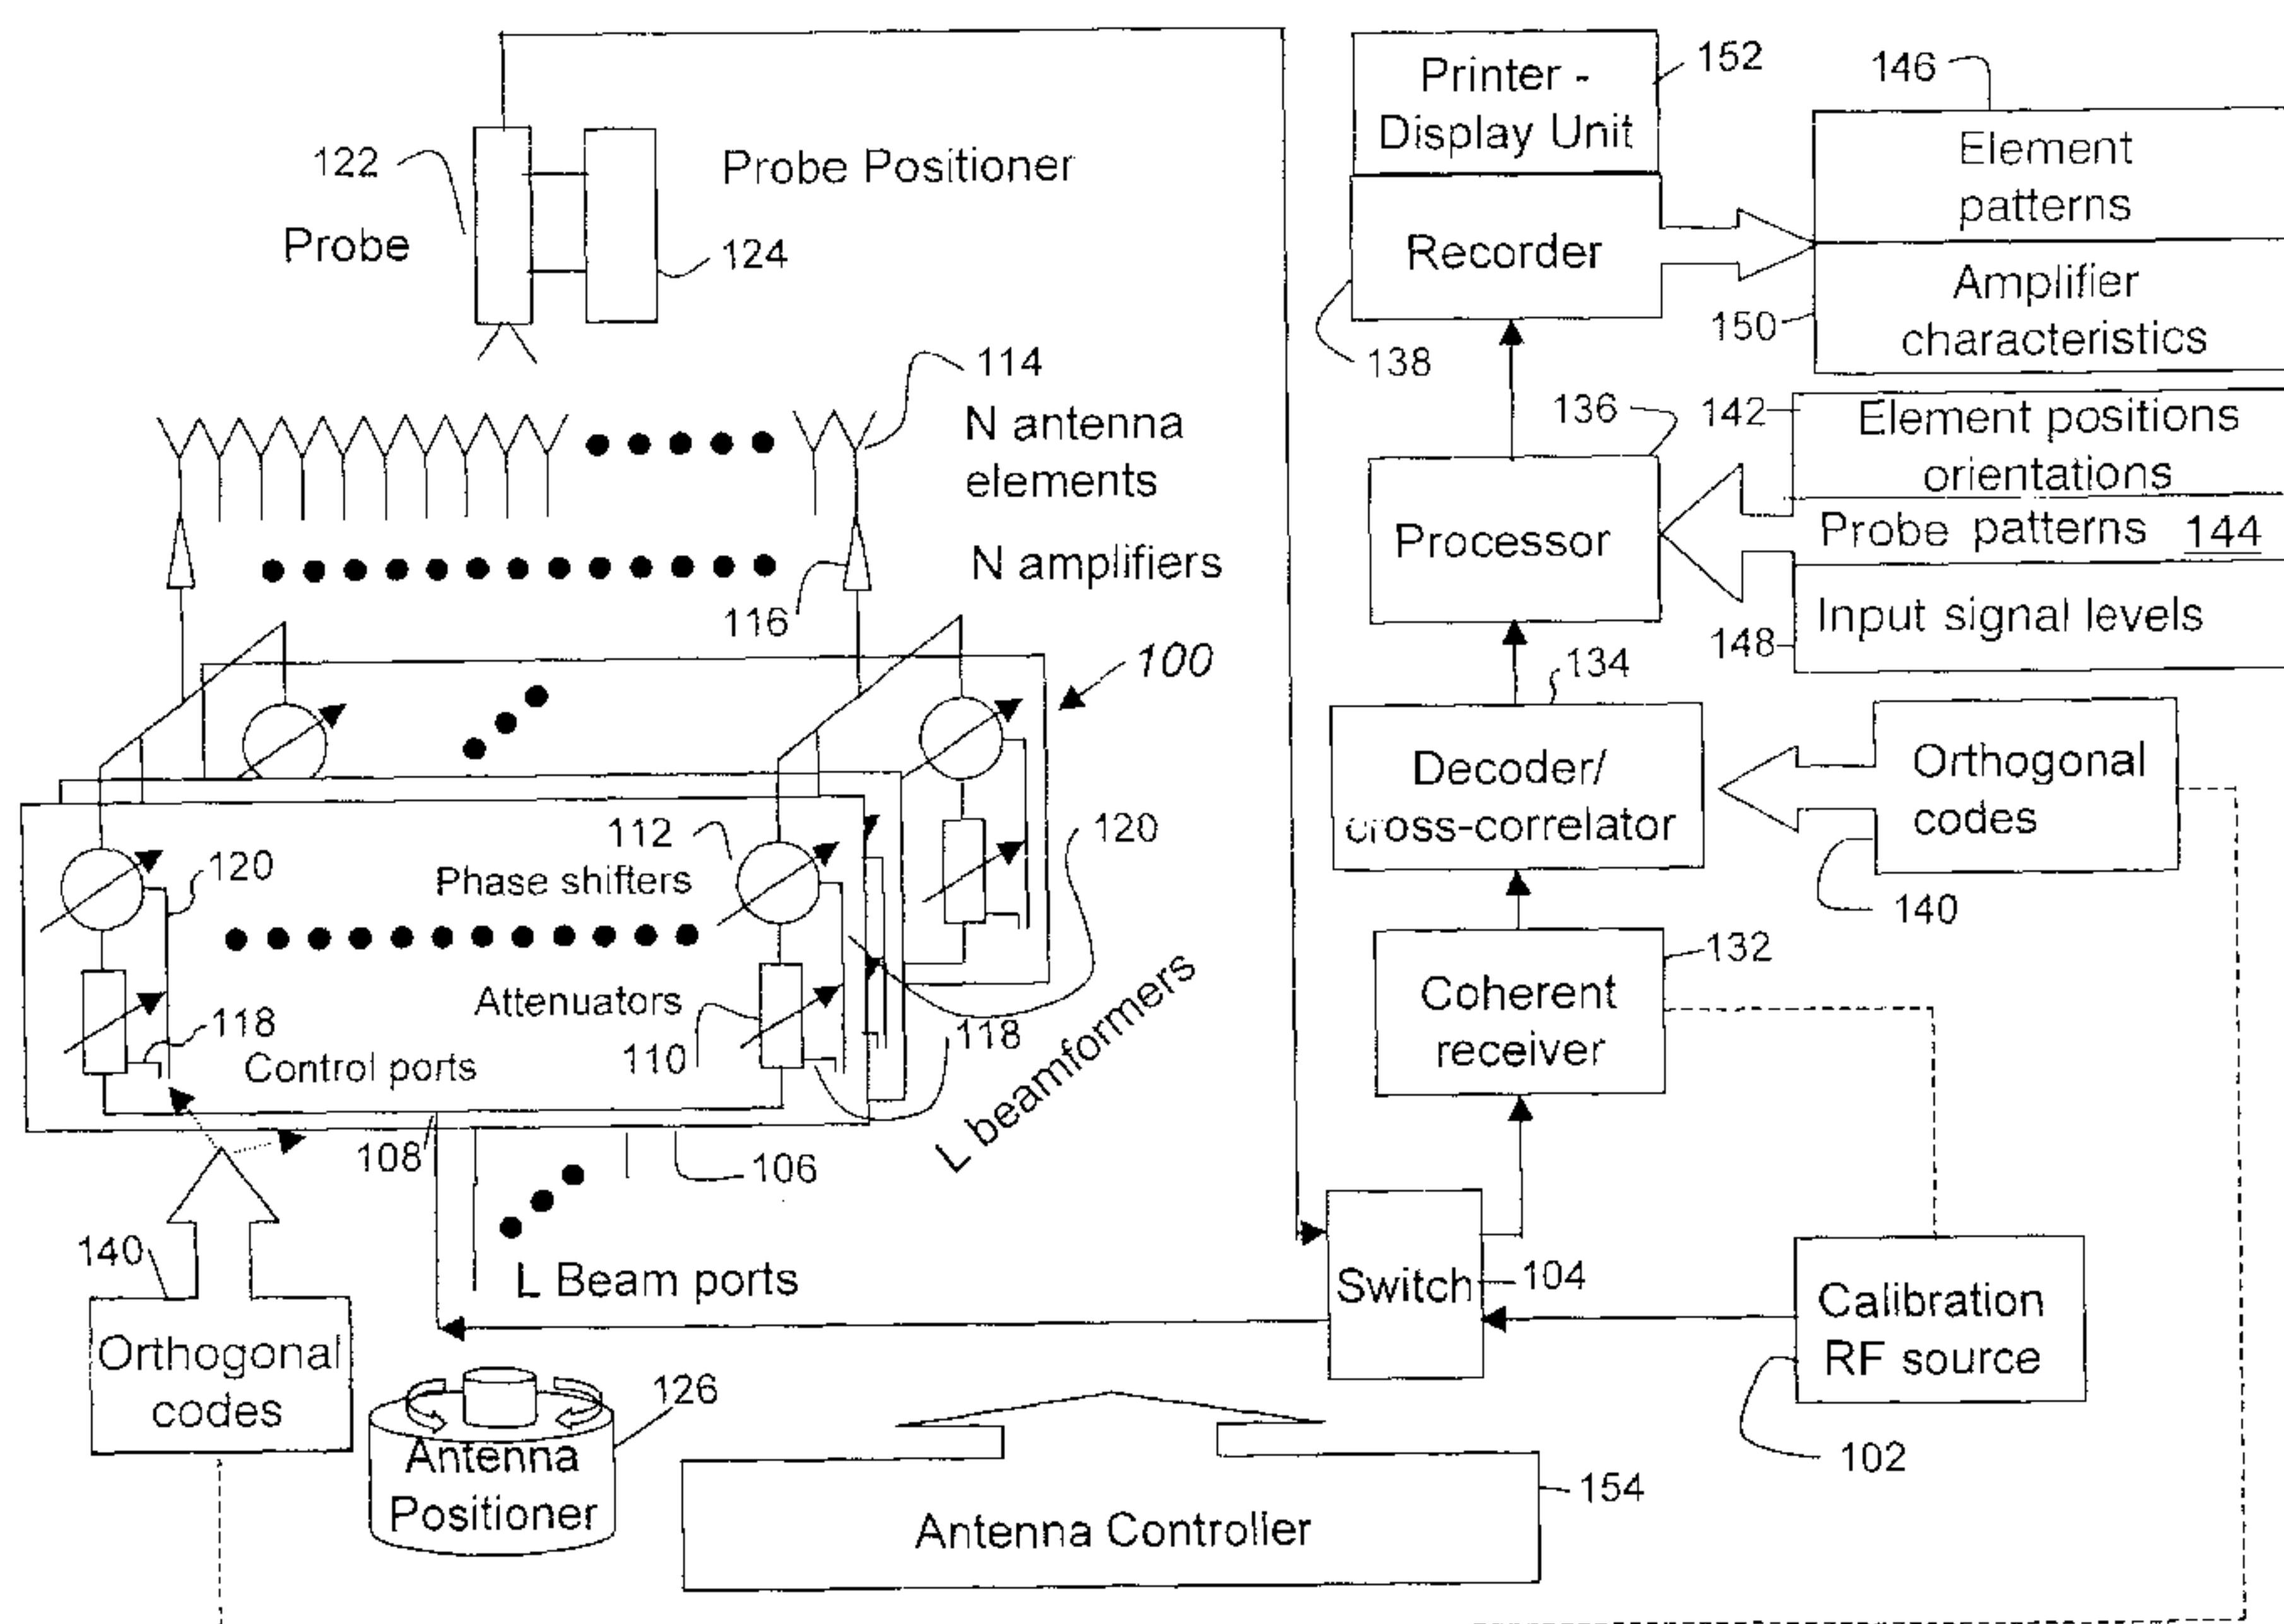 Printer -
Display Unit
152
146
Element
patterns
122
Probe Positioner
Probe
124
Recorder
Amplifier
characteristics
150
138
114
N antenna
elements
136
142
Element positions
orientations
Processor
Probe patterns 144
N amplifiers
116
Input signal levels
148
100
134
Decoder/
cross-correlator
Orthogonal
codes
140
112
120
120
Phase shifters
132
Coherent
receiver
Attenuators
110
118
118
Control ports
L beamformers
108
106
140
L Beam ports
Switch
104
Calibration
RF source
102
Orthogonal
codes
126
Antenna
Positioner
154
Antenna Controller